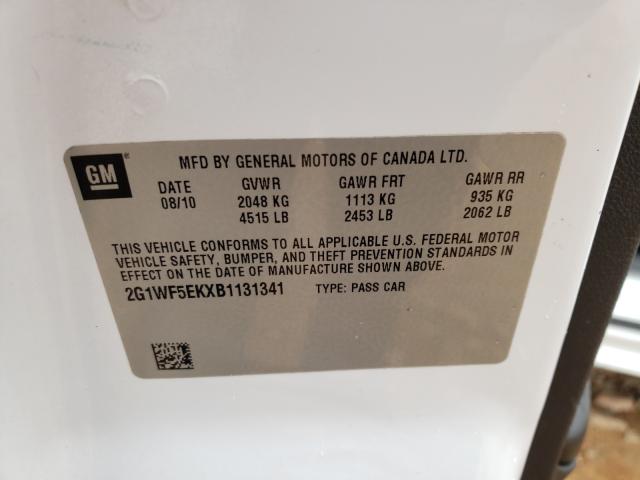 GM
MFD BY GENERAL MOTORS OF CANADA LTD.
DATE GVWR GAWR FRT GAWR RR
08/10 2048 KG 1113 KG 935 KG
4515 LB 2453 LB 2062 LB
THIS VEHICLE CONFORMS TO ALL APPLICABLE U.S. FEDERAL MOTOR
VEHICLE SAFETY, BUMPER, AND THEFT PREVENTION STANDARDS IN
EFFECT ON THE DATE OF MANUFACTURE SHOWN ABOVE.
2G1WF5EKXB1131341 TYPE: PASS CAR